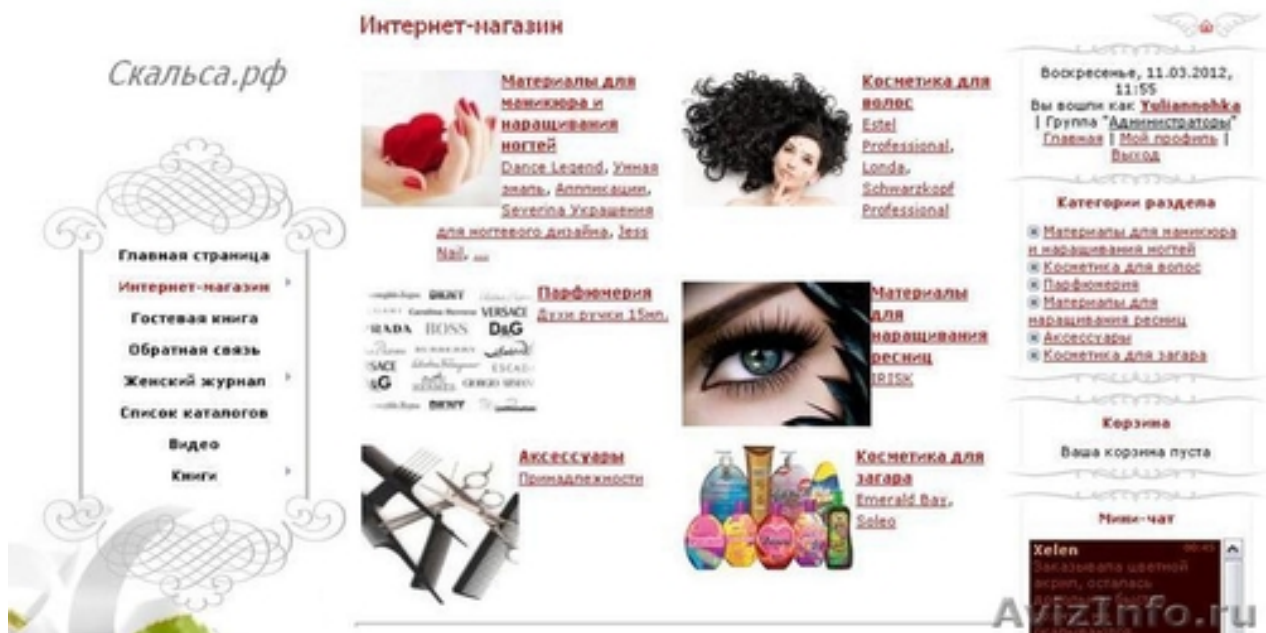 Скальса.рф
Главная страница
Интернет-магазин
Гостевая книга
Обратная связь
Женский журнал
Список каталогов
Видео
Книги
Интернет-магазин
Материалы для
маникюра и
наращивания
ногтей
Dance Legend, Умная
эмаль, Аппликации,
Severina Украшения
для ногтевого дизайна, Jess
Nail, ...
Косметика для
волос
Estel
Professional,
Londa,
Schwarzkopf
Professional
DKNY
VERSACE
BOSS D&G
DKNY
Парфюмерия
Духи ручки 15мл.
Материалы
для
наращивания
ресниц
IRISK
Аксессуары
Принадлежности
Косметика для
загара
Emerald Bay,
Soleo
Воскресенье, 11.03.2012,
11:55
Вы вошли как Yuliannohka
| Группа "Администраторы"
Главная | Мой профиль |
Выход
Категории раздела
Материалы для маникюра
и наращивания ногтей
Косметика для волос
Парфюмерия
Материалы для
наращивания ресниц
Аксессуары
Косметика для загара
Корзина
Ваша корзина пуста
Мини-чат
Xelen
Заказывала цветной
акрил, осталась
AvizInfo.ru